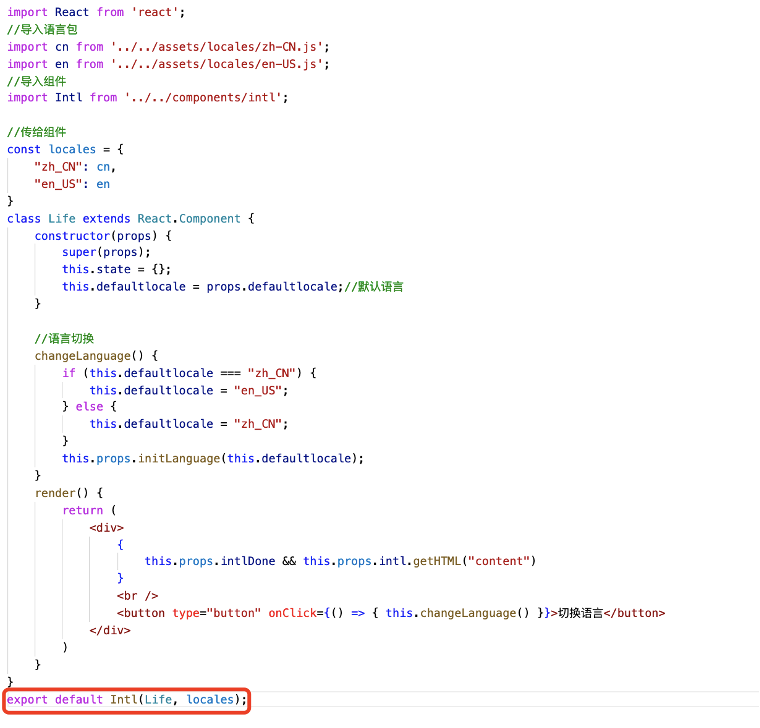 import React from 'react';
//导入语言包
import cn from '../../assets/locales/zh-CN.js';
import en from '../../assets/locales/en-US.js';
//导入组件
import Intl from '../../components/intl';
//传给组件
const locales = {
    "zh_CN": cn,
    "en_US": en
}
class Life extends React.Component {
    constructor(props) {
        super(props);
        this.state = {};
        this.defaultlocale = props.defaultlocale;//默认语言
    }
    //语言切换
    changeLanguage() {
        if (this.defaultlocale === "zh_CN") {
            this.defaultlocale = "en_US";
        } else {
            this.defaultlocale = "zh_CN";
        }
        this.props.initLanguage(this.defaultlocale);
    }
    render() {
        return (
            <div>
                {
                    this.props.intlDone && this.props.intl.getHTML("content")
                }
                <br />
                <button type="button" onClick={() => { this.changeLanguage() }}>切换语言</button>
            </div>
        )
    }
}
export default Intl(Life, locales);